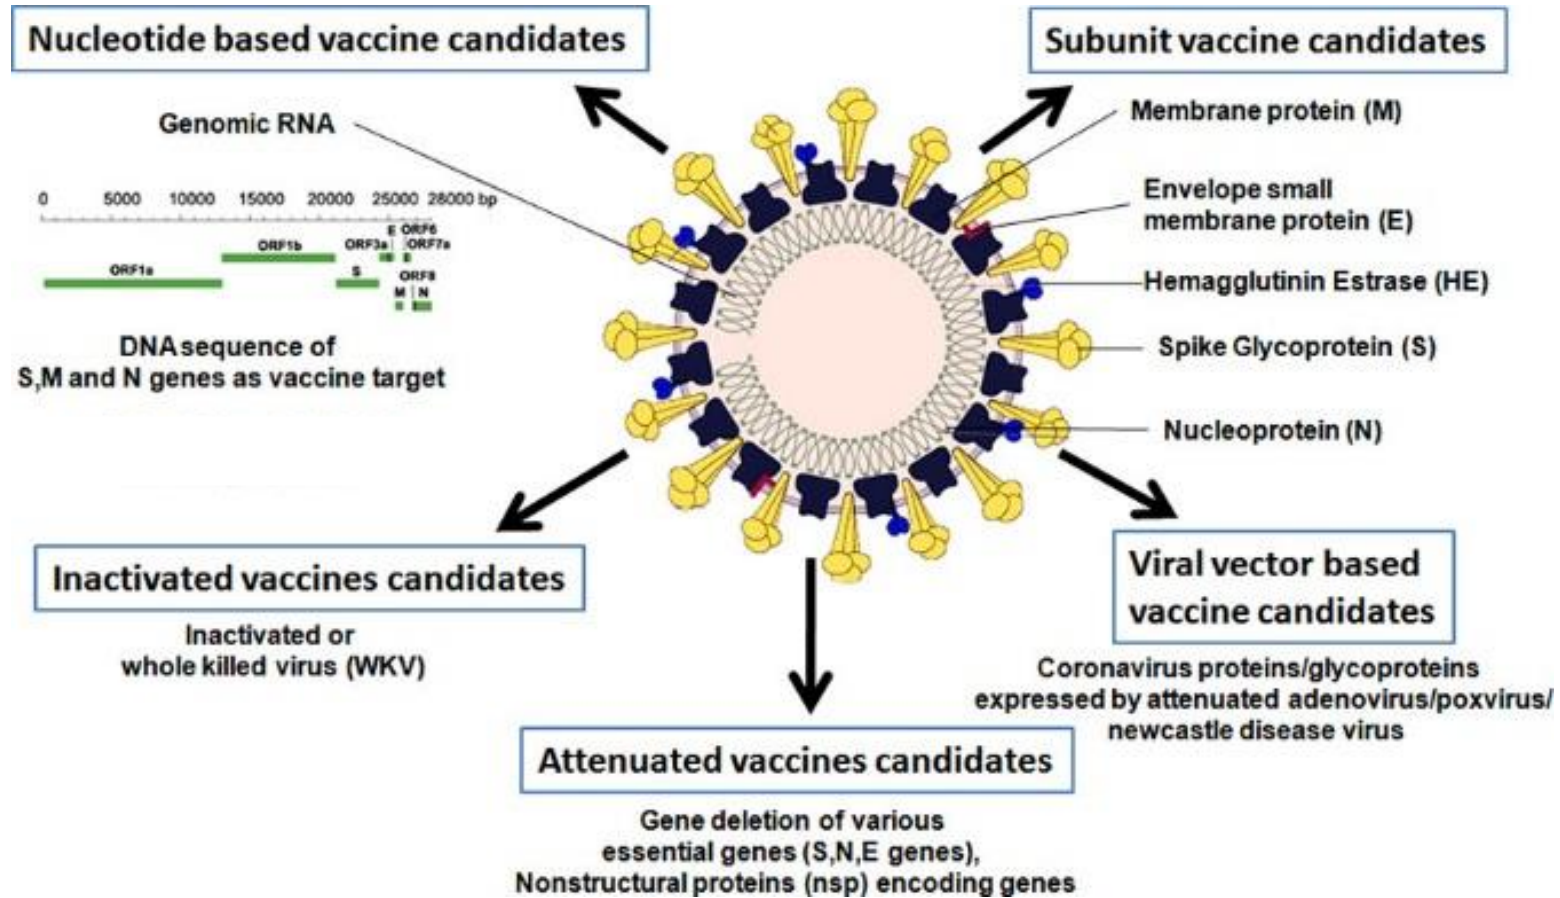 Nucleotide based vaccine candidates
Genomic RNA
0 5000 10000 15000 20000 25000 28000 bp
E ORF6
ORF1b ORF3a ORF7a
ORF1a S ORF8
M N
DNA sequence of
S,M and N genes as vaccine target
Subunit vaccine candidates
Membrane protein (M)
Envelope small
membrane protein (E)
Hemagglutinin Estrase (HE)
Spike Glycoprotein (S)
Nucleoprotein (N)
Inactivated vaccines candidates
Inactivated or
whole killed virus (WKV)
Viral vector based
vaccine candidates
Coronavirus proteins/glycoproteins
expressed by attenuated adenovirus/poxvirus/
newcastle disease virus
Attenuated vaccines candidates
Gene deletion of various
essential genes (S,N,E genes),
Nonstructural proteins (nsp) encoding genes